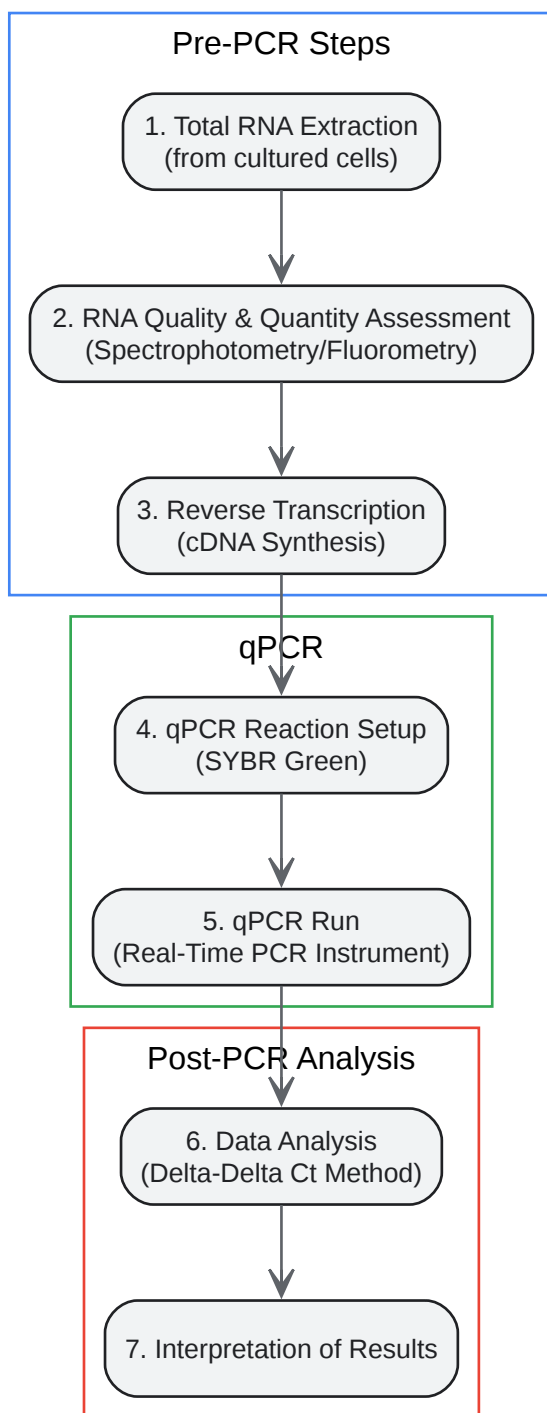 Pre-PCR Steps
1. Total RNA Extraction
(from cultured cells)
2. RNA Quality & Quantity Assessment
(Spectrophotometry/Fluorometry)
3. Reverse Transcription
(cDNA Synthesis)
qPCR
4. qPCR Reaction Setup
(SYBR Green)
5. qPCR Run
(Real-Time PCR Instrument)
Post-PCR Analysis
6. Data Analysis
(Delta-Delta Ct Method)
7. Interpretation of Results